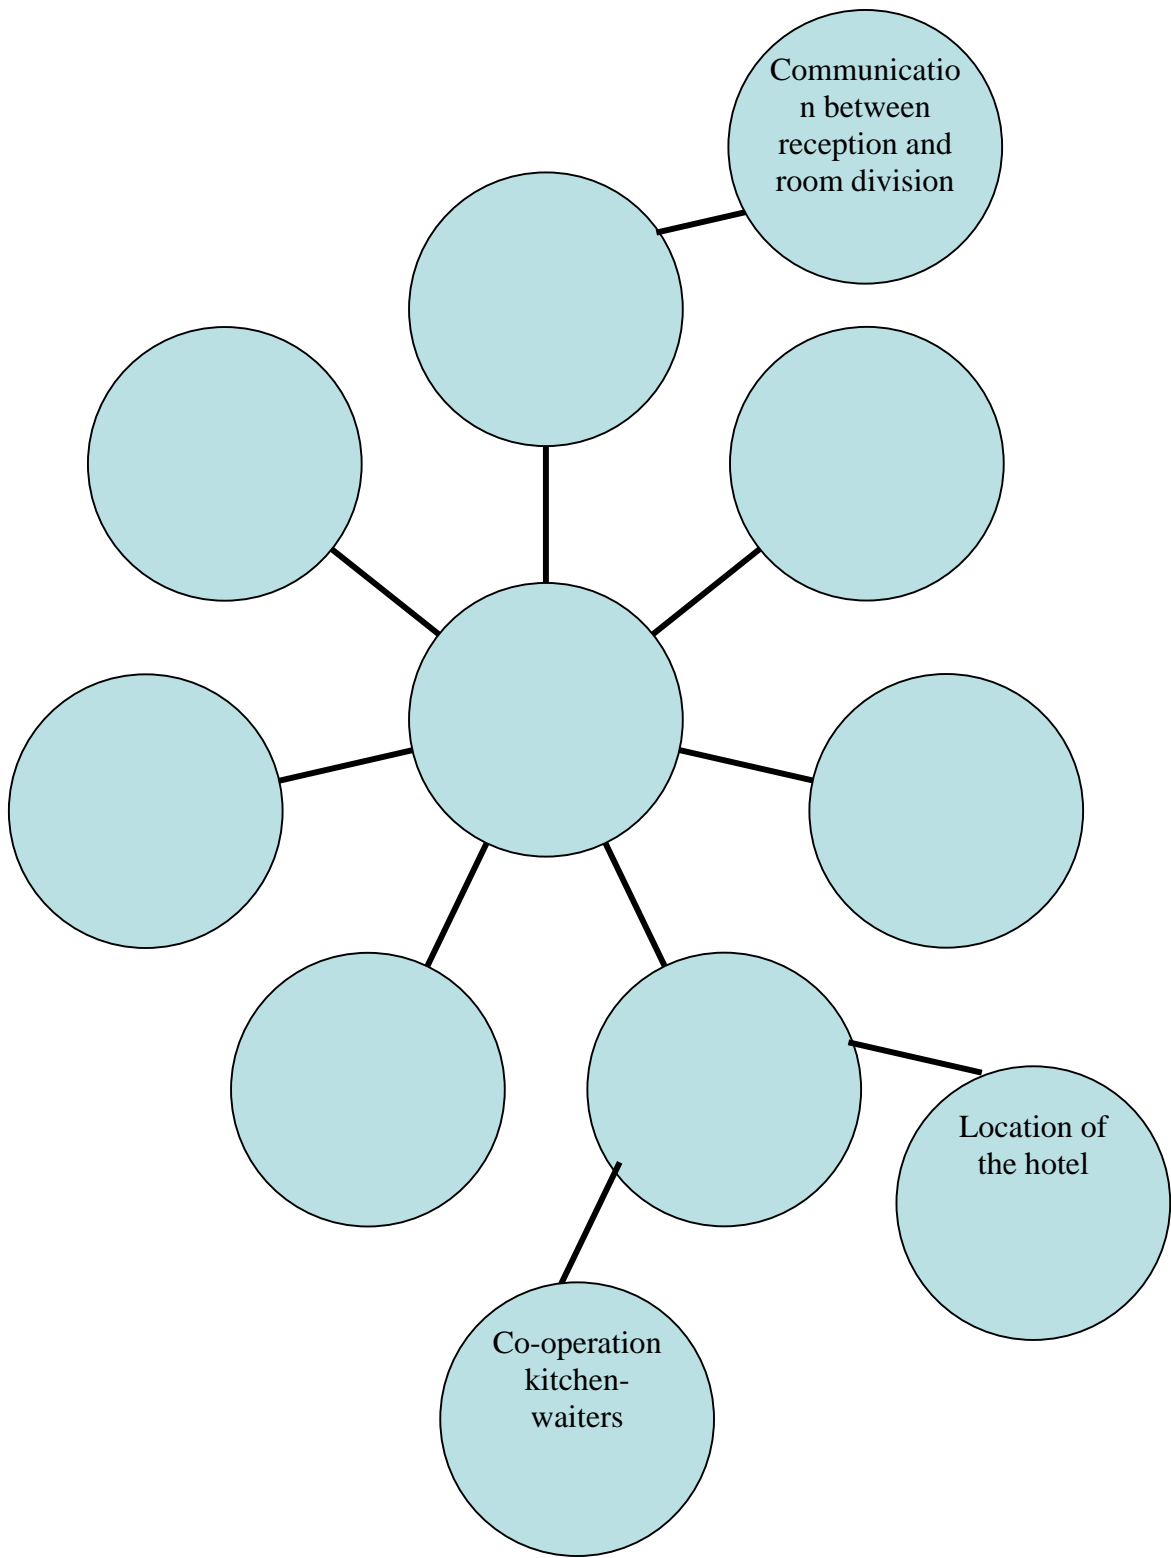 Communicatio
n between
reception and
room division
Location of
the hotel
Co-operation
kitchen-
waiters